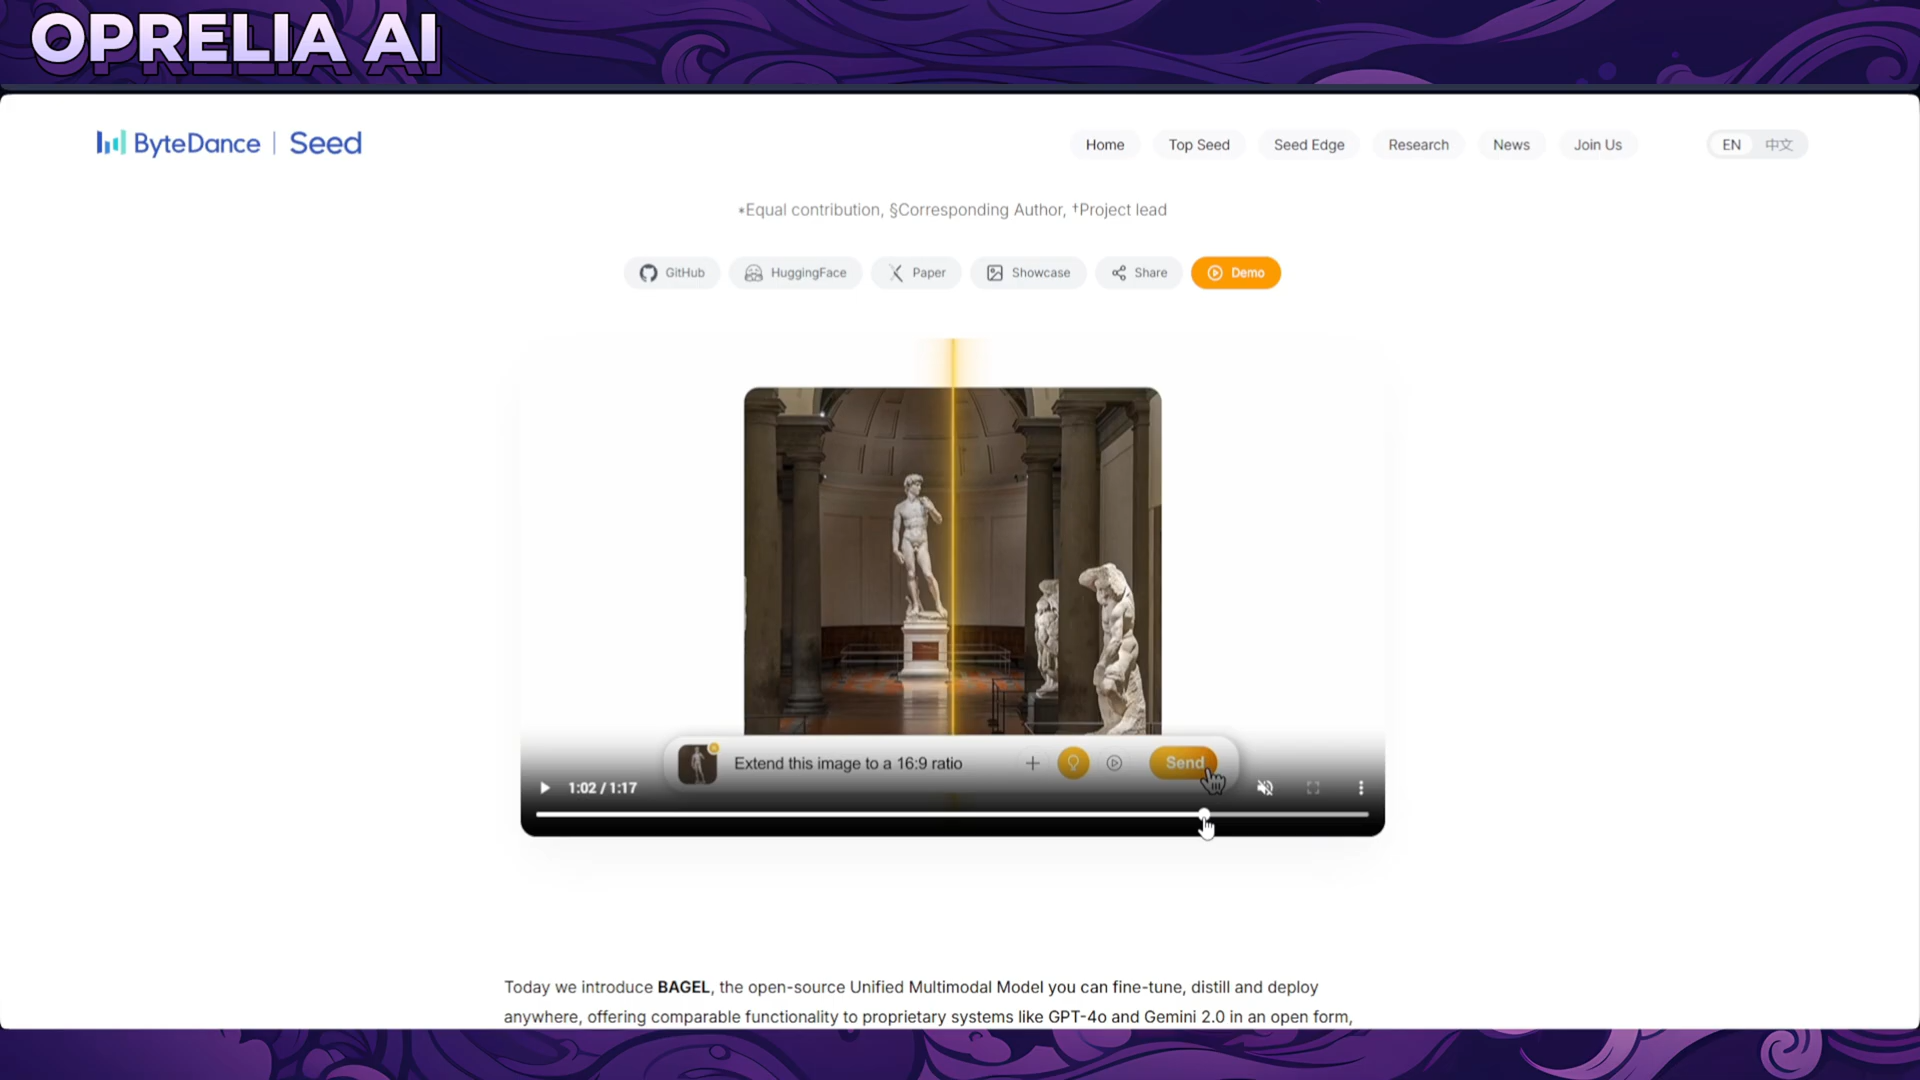 OPRELIA AI
ByteDance | Seed
Home
Top Seed
Seed Edge
Research
News
Join Us
EN
中文
*Equal contribution, §Corresponding Author, †Project lead
GitHub
HuggingFace
Paper
Showcase
Share
Demo
Extend this image to a 16:9 ratio
Send
1:02 / 1:17
Today we introduce BAGEL, the open-source Unified Multimodal Model you can fine-tune, distill and deploy
anywhere, offering comparable functionality to proprietary systems like GPT-4o and Gemini 2.0 in an open form,